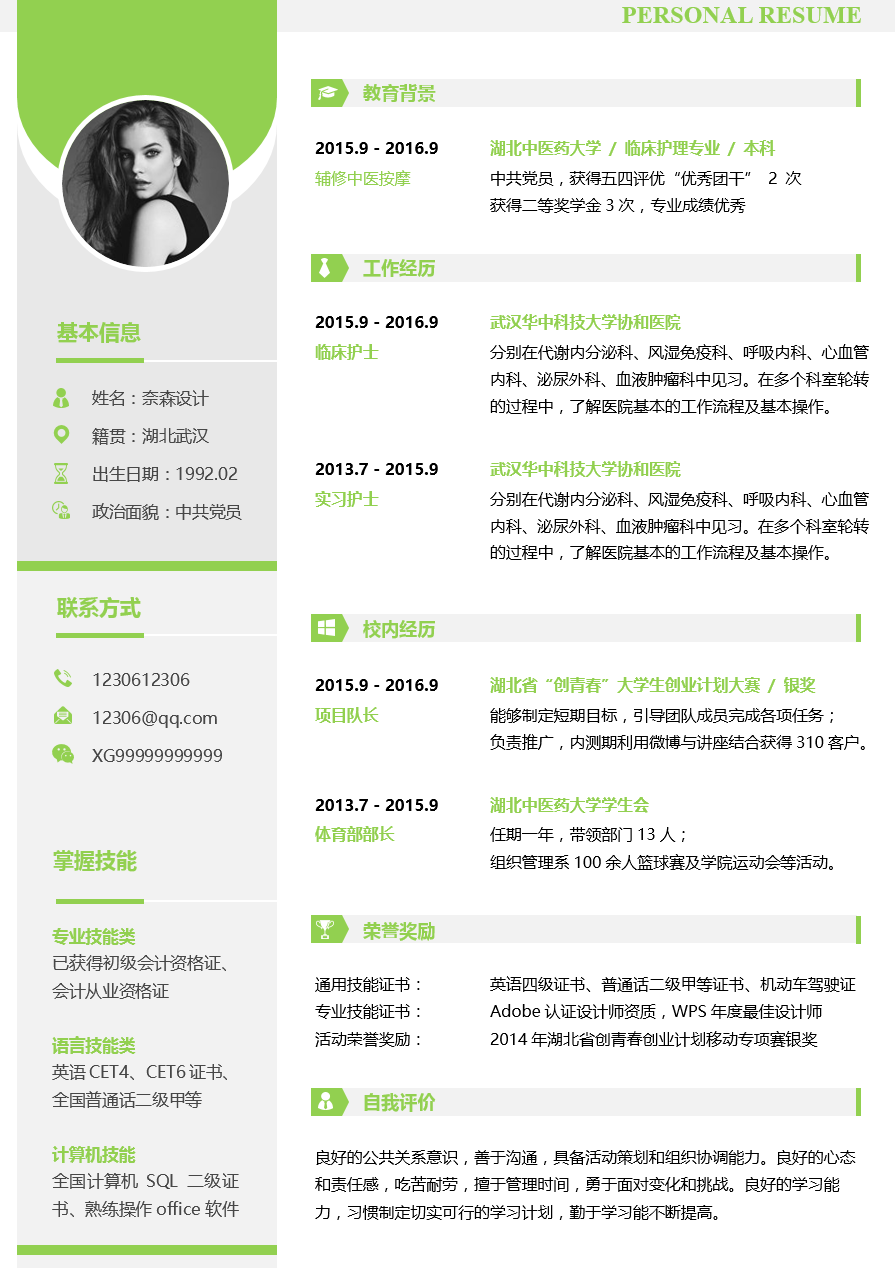 PERSONAL RESUME
基本信息
姓名：奈森设计
籍贯：湖北武汉
出生日期：1992.02
政治面貌：中共党员
联系方式
1230612306
12306@qq.com
XG99999999999
掌握技能
专业技能类
已获得初级会计资格证、
会计从业资格证
语言技能类
英语 CET4、CET6 证书、
全国普通话二级甲等
计算机技能
全国计算机 SQL 二级证
书、熟练操作 office 软件
教育背景
2015.9 - 2016.9 湖北中医药大学 / 临床护理专业 / 本科
辅修中医按摩 中共党员，获得五四评优“优秀团干” 2 次
获得二等奖学金 3 次，专业成绩优秀
工作经历
2015.9 - 2016.9 武汉华中科技大学协和医院
临床护士 分别在代谢内分泌科、风湿免疫科、呼吸内科、心血管
内科、泌尿外科、血液肿瘤科中见习。在多个科室轮转
的过程中，了解医院基本的工作流程及基本操作。
2013.7 - 2015.9 武汉华中科技大学协和医院
实习护士 分别在代谢内分泌科、风湿免疫科、呼吸内科、心血管
内科、泌尿外科、血液肿瘤科中见习。在多个科室轮转
的过程中，了解医院基本的工作流程及基本操作。
校内经历
2015.9 - 2016.9 湖北省“创青春”大学生创业计划大赛 / 银奖
项目队长 能够制定短期目标，引导团队成员完成各项任务；
负责推广，内测期利用微博与讲座结合获得 310 客户。
2013.7 - 2015.9 湖北中医药大学学生会
体育部部长 任期一年，带领部门 13 人；
组织管理系 100 余人篮球赛及学院运动会等活动。
荣誉奖励
通用技能证书： 英语四级证书、普通话二级甲等证书、机动车驾驶证
专业技能证书： Adobe 认证设计师资质，WPS 年度最佳设计师
活动荣誉奖励： 2014 年湖北省创青春创业计划移动专项赛银奖
自我评价
良好的公共关系意识，善于沟通，具备活动策划和组织协调能力。良好的心态
和责任感，吃苦耐劳，擅于管理时间，勇于面对变化和挑战。良好的学习能
力，习惯制定切实可行的学习计划，勤于学习能不断提高。